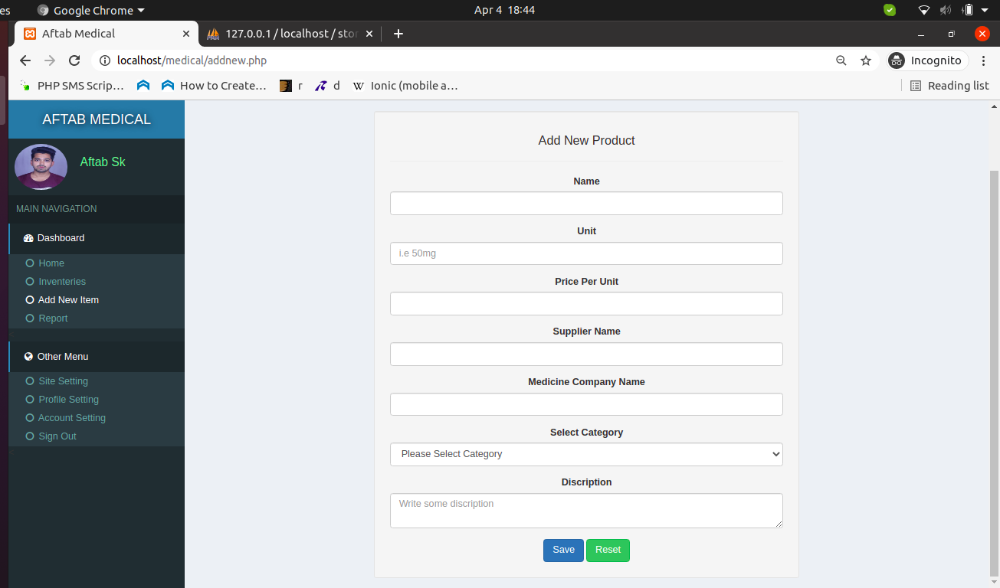 es
Google Chrome
Apr 4 18:44
Aftab Medical
127.0.0.1 / localhost / stor
localhost/medical/addnew.php
Incognito
PHP SMS Scrip…
How to Create…
r
d
W Ionic (mobile a…
Reading list
AFTAB MEDICAL
Aftab Sk
MAIN NAVIGATION
Dashboard
Home
Inventeries
Add New Item
Report
Other Menu
Site Setting
Profile Setting
Account Setting
Sign Out
Add New Product
Name
Unit
i.e 50mg
Price Per Unit
Supplier Name
Medicine Company Name
Select Category
Please Select Category
Discription
Write some discription
Save Reset